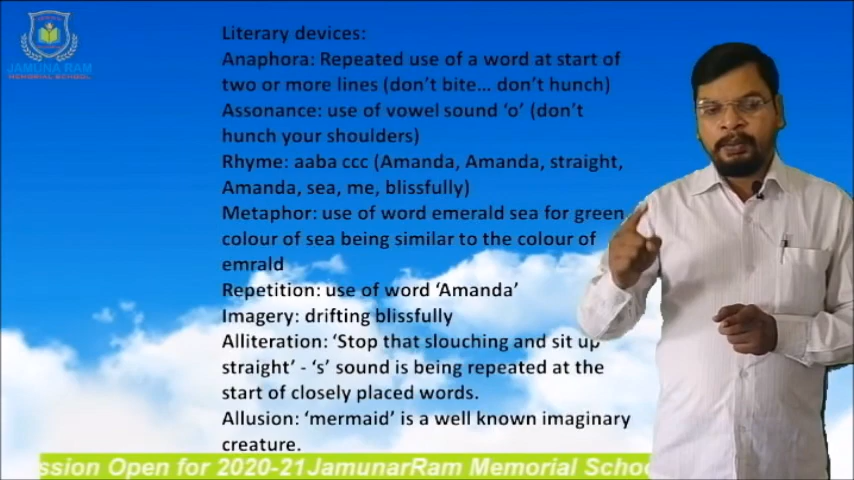 JAMUNA RAM
MEMORIAL SCHOOL
Literary devices:
Anaphora: Repeated use of a word at start of
two or more lines (don't bite... don't hunch)
Assonance: use of vowel sound 'o' (don't
hunch your shoulders)
Rhyme: aaba ccc (Amanda, Amanda, straight,
Amanda, sea, me, blissfully)
Metaphor: use of word emerald sea for green
colour of sea being similar to the colour of
emrald
Repetition: use of word 'Amanda'
Imagery: drifting blissfully
Alliteration: 'Stop that slouching and sit up
straight' - 's' sound is being repeated at the
start of closely placed words.
Allusion: 'mermaid' is a well known imaginary
creature.
ssion Open for 2020-21 JamunarRam Memorial Schoo